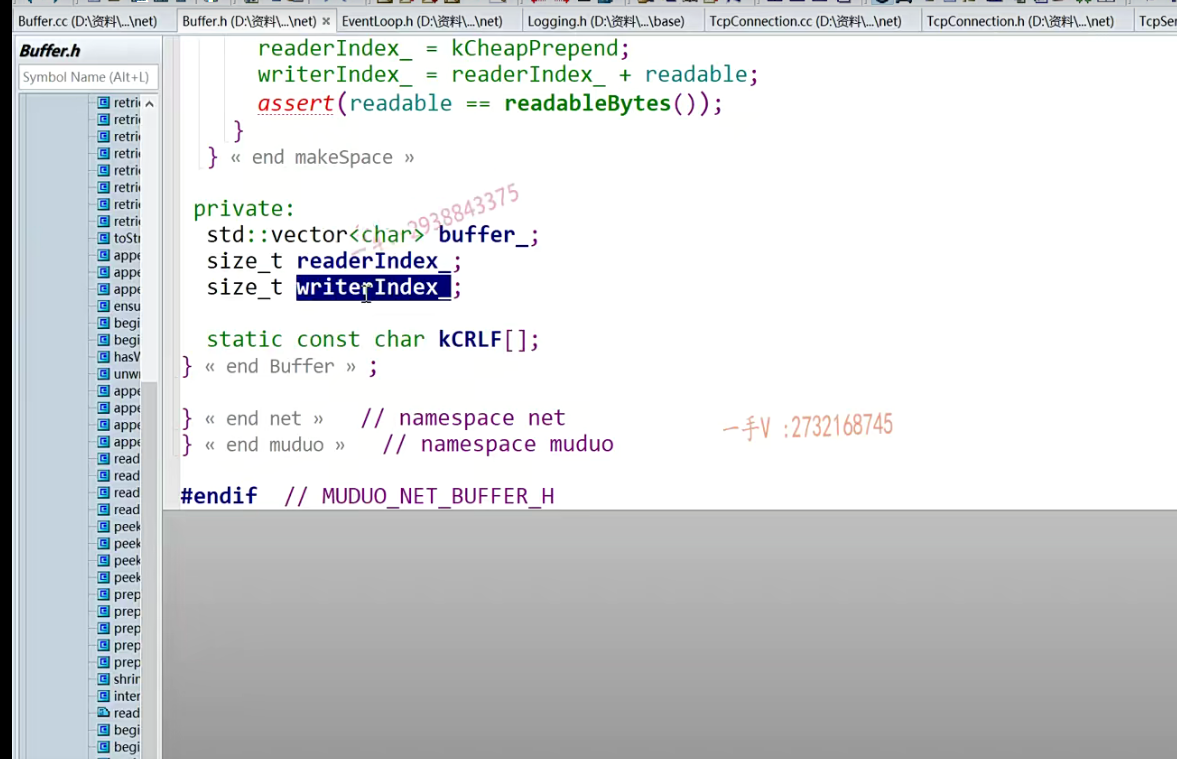 Buffer.cc (D:\资料\...\net) Buffer.h (D:\资料\...\net) × EventLoop.h (D:\资料\...\net) Logging.h (D:\资料\...\base) TcpConnection.cc (D:\资料\...\net) TcpConnection.h (D:\资料\...\net) TcpSer
Buffer.h
Symbol Name (Alt+L)
retri
retri
retri
retri
retri
retri
retri
retri
toStr
appe
appe
appe
ensu
begi
begi
hasW
unwr
appe
appe
appe
appe
read
read
read
read
peek
peek
peek
peek
prep
prep
prep
prep
prep
shrin
inter
read
begi
begi
readerIndex_ = kCheapPrepend;
writerIndex_ = readerIndex_ + readable;
assert(readable == readableBytes());
}
} « end makeSpace »
private:
std::vector<char> buffer_;
size_t readerIndex_;
size_t writerIndex_;
static const char kCRLF[];
} « end Buffer » ;
} « end net » // namespace net
} « end muduo » // namespace muduo
#endif // MUDUO_NET_BUFFER_H
2938843375
一手V :2732168745